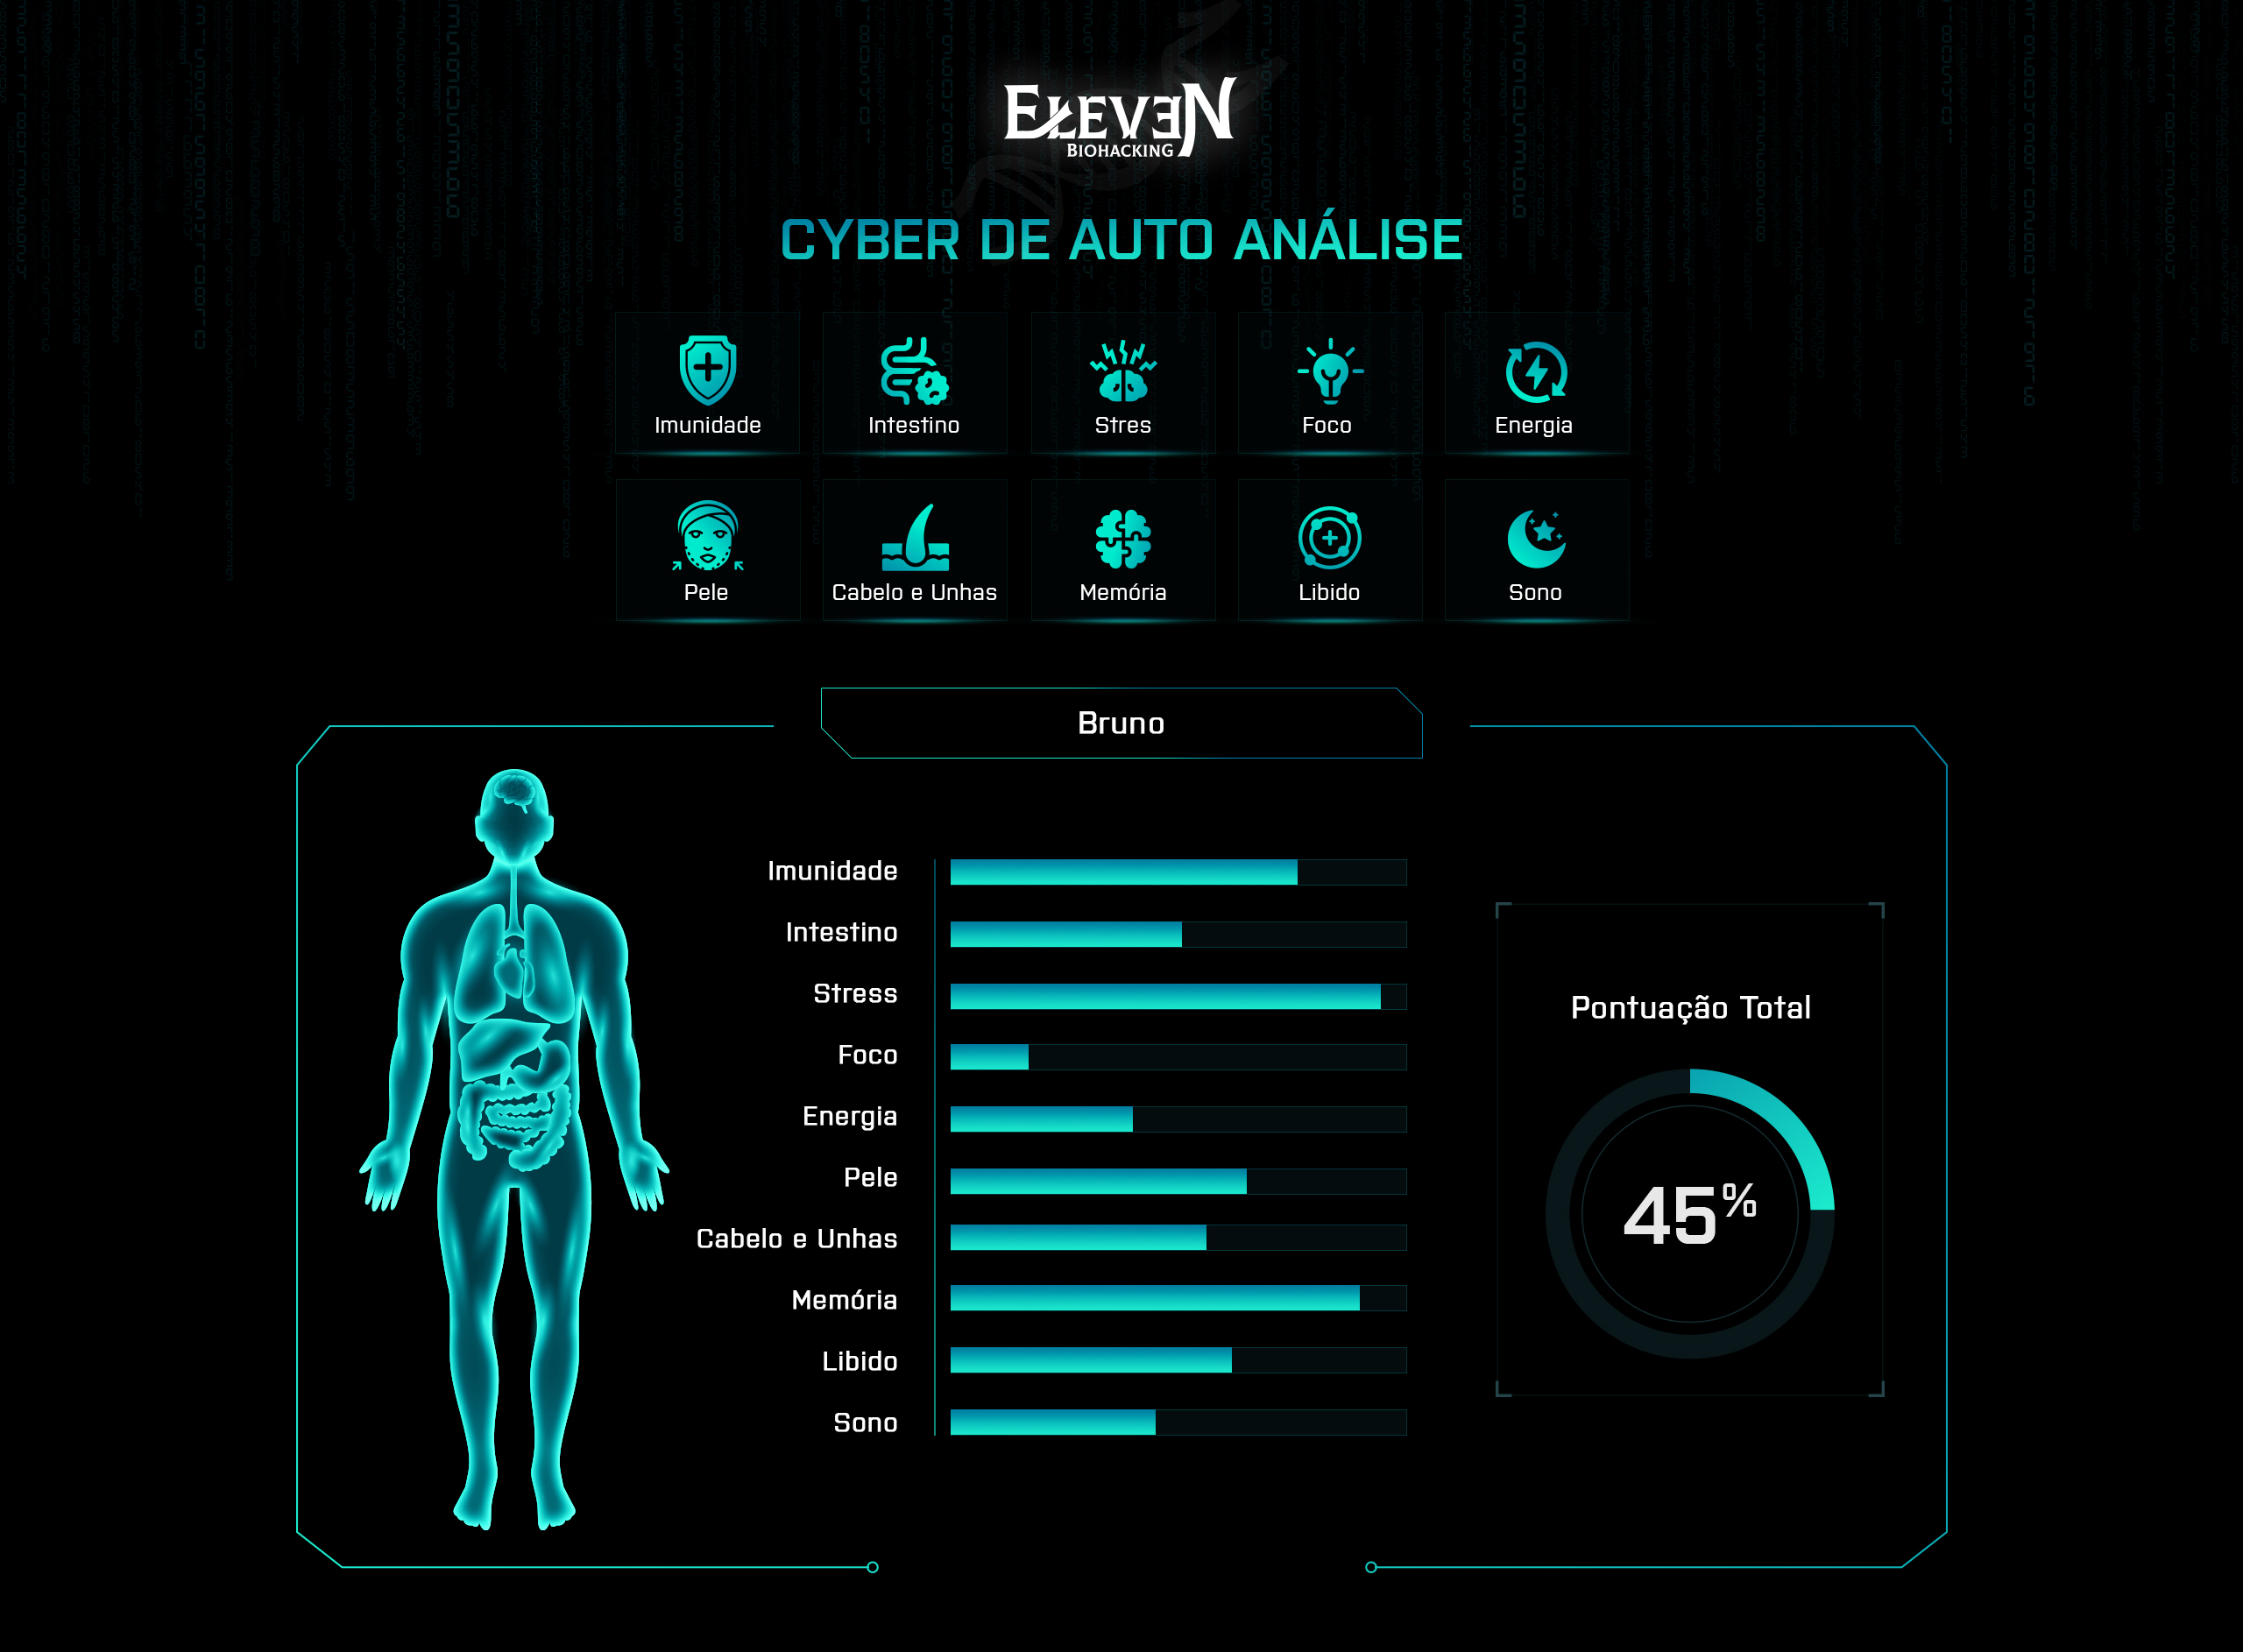 ELEVEN
BIOHACKING
CYBER DE AUTO ANÁLISE
Imunidade
Intestino
Stres
Foco
Energia
Pele
Cabelo e Unhas
Memória
Libido
Sono
Bruno
Imunidade
Intestino
Stress
Foco
Energia
Pele
Cabelo e Unhas
Memória
Libido
Sono
Pontuação Total
45%